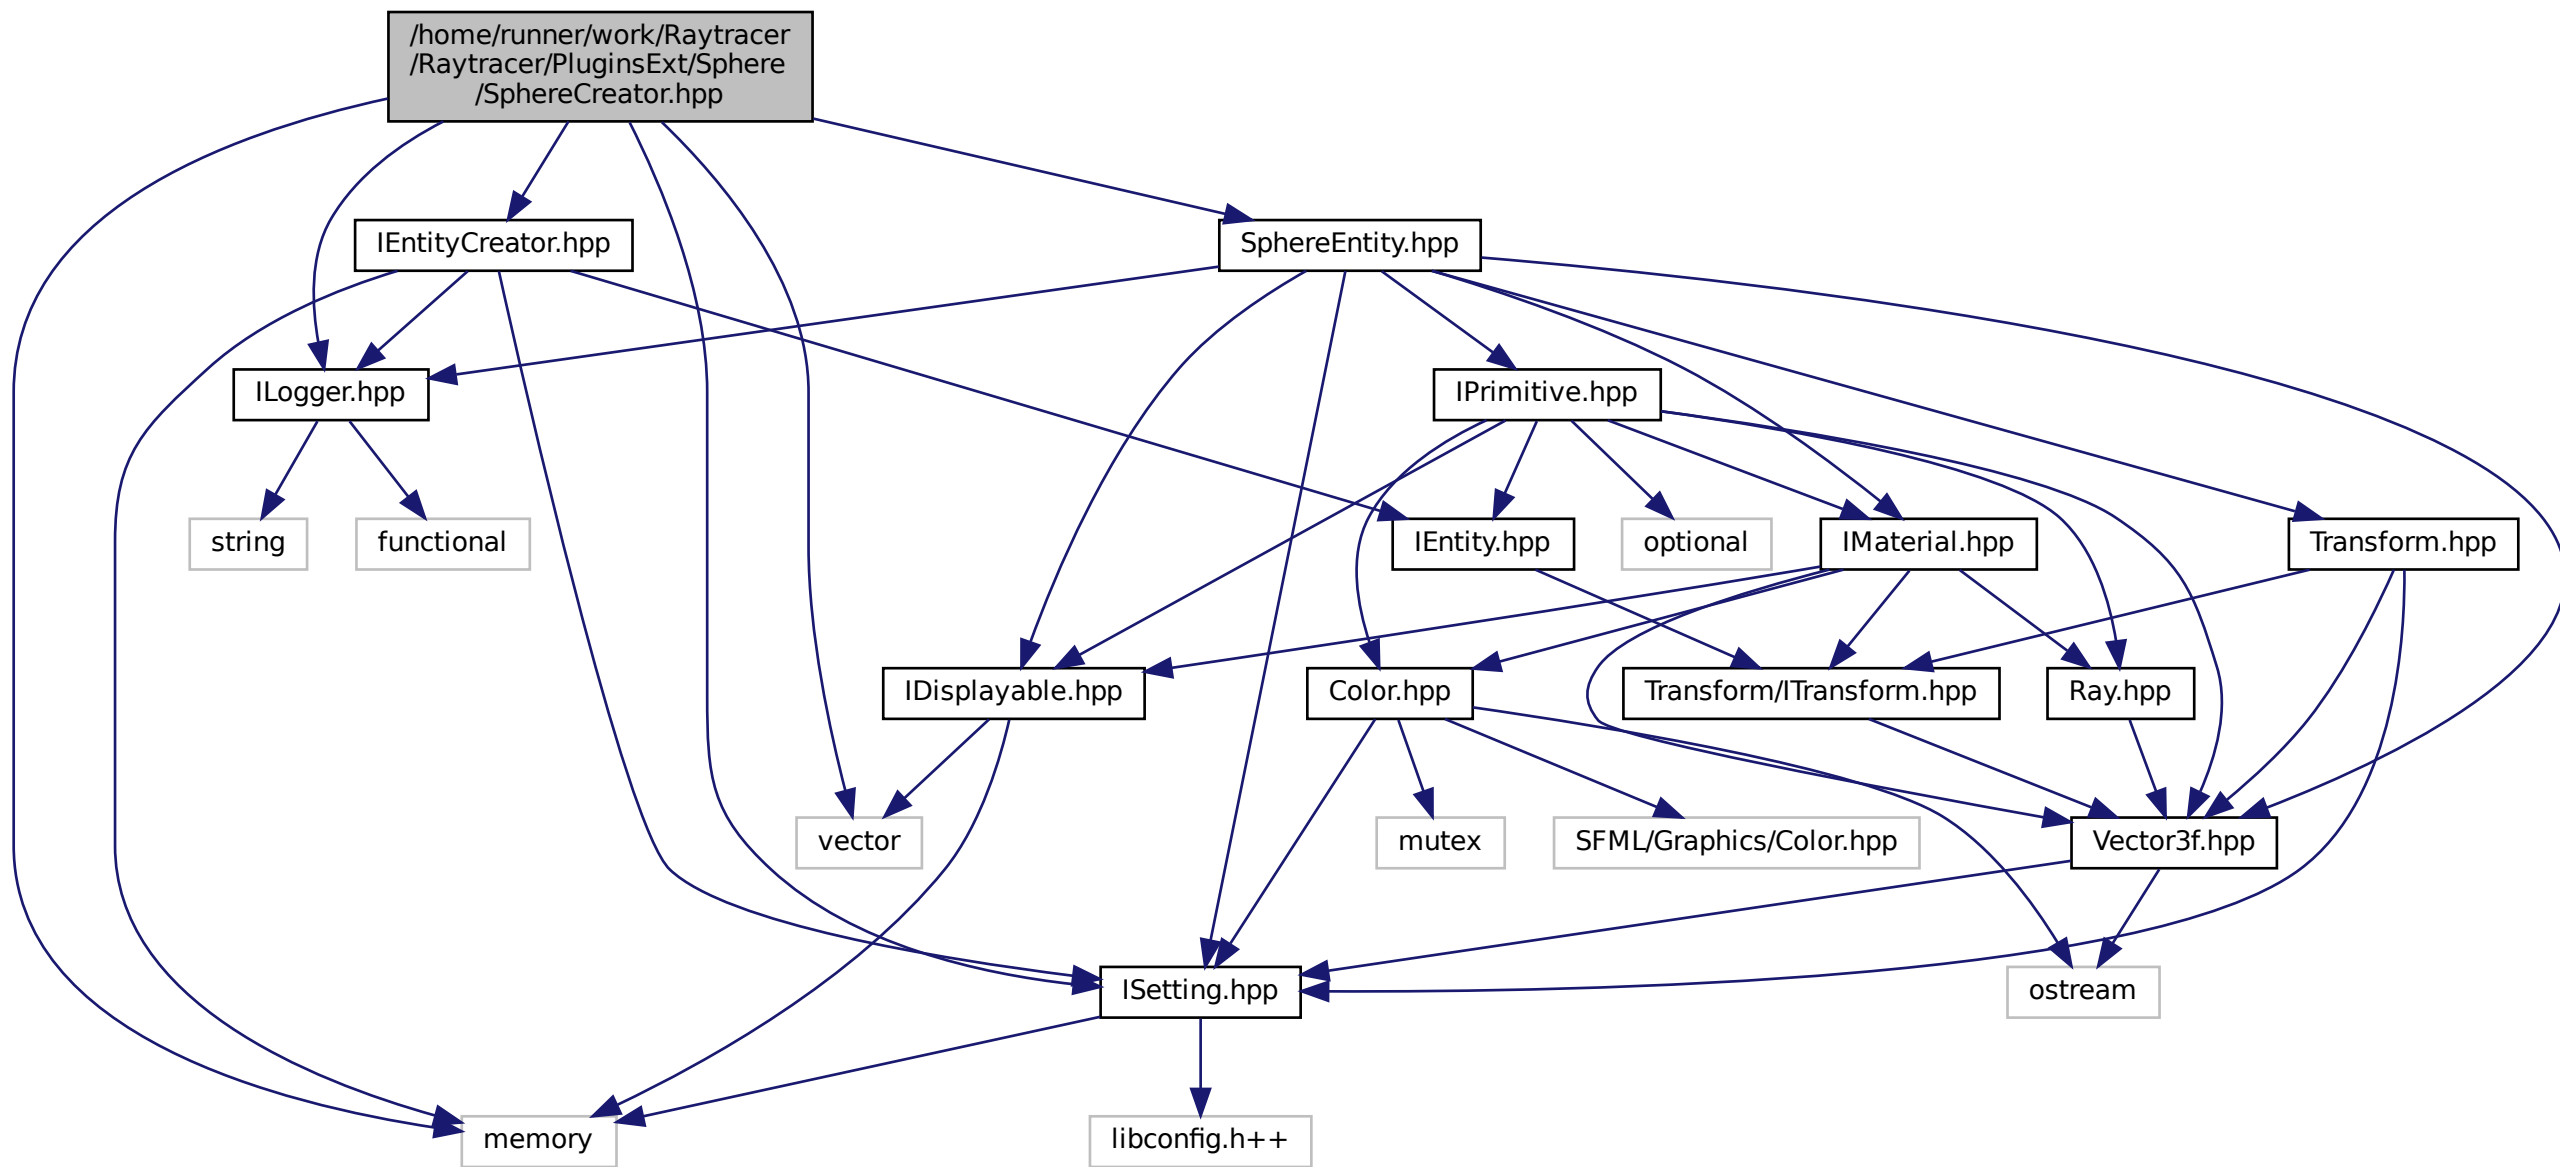 /home/runner/work/Raytracer
/Raytracer/PluginsExt/Sphere
/SphereCreator.hpp
IEntityCreator.hpp
SphereEntity.hpp
ILogger.hpp
IPrimitive.hpp
string
functional
IEntity.hpp
optional
IMaterial.hpp
Transform.hpp
IDisplayable.hpp
Color.hpp
Transform/ITransform.hpp
Ray.hpp
vector
mutex
SFML/Graphics/Color.hpp
Vector3f.hpp
ISetting.hpp
ostream
memory
libconfig.h++